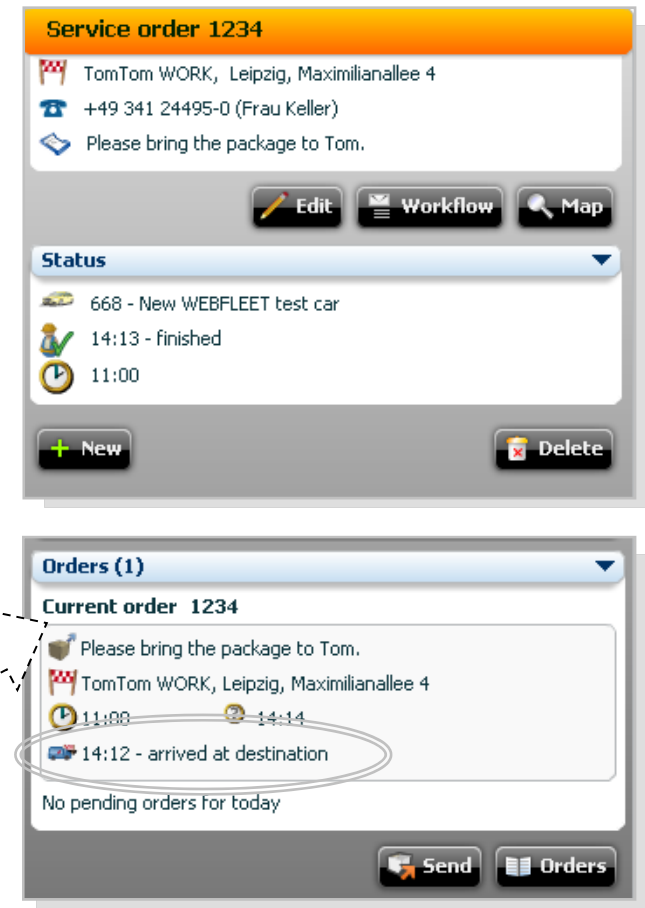 Service order 1234
TomTom WORK, Leipzig, Maximilianallee 4
+49 341 24495-0 (Frau Keller)
Please bring the package to Tom.
Edit Workflow Map
Status
668 - New WEBFLEET test car
14:13 - finished
11:00
New Delete
Orders (1)
Current order 1234
Please bring the package to Tom.
TomTom WORK, Leipzig, Maximilianallee 4
11:00 14:14
14:12 - arrived at destination
No pending orders for today
Send Orders